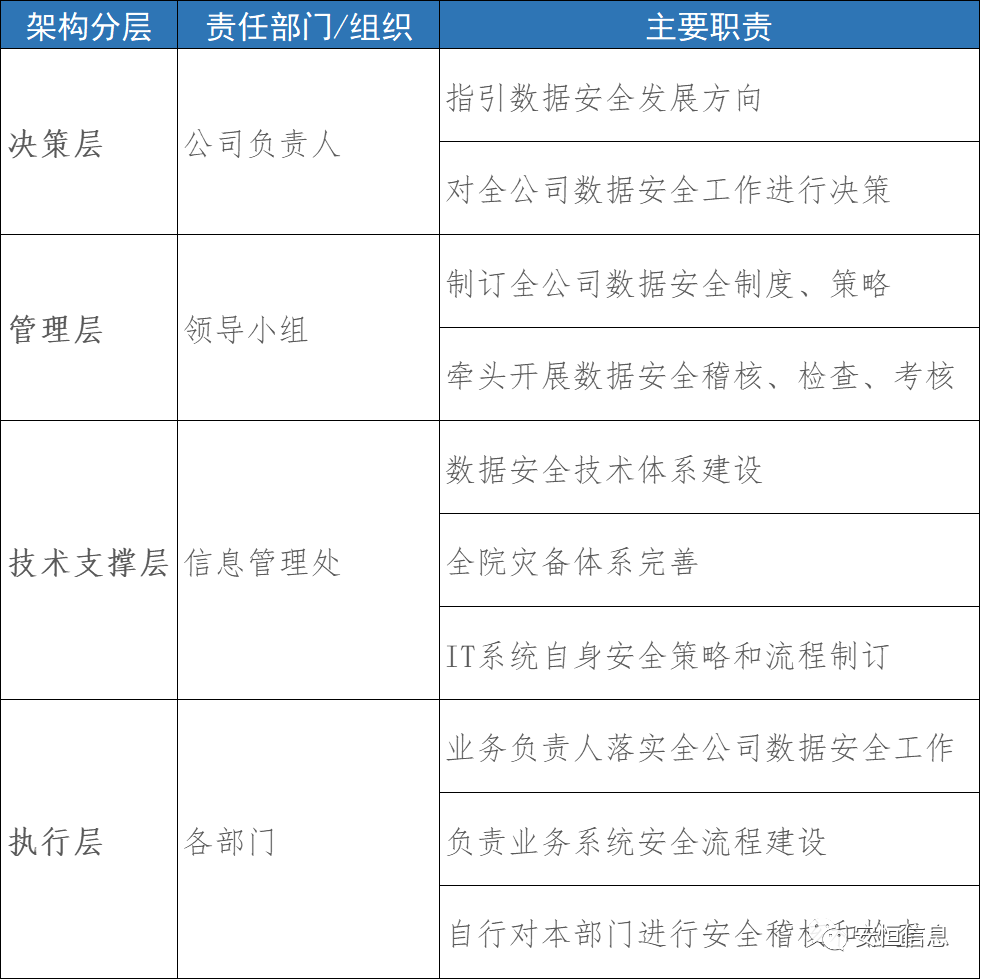 架构分层 责任部门/组织 主要职责
指引数据安全发展方向
决策层 公司负责人
对全公司数据安全工作进行决策
制订全公司数据安全制度、策略
管理层 领导小组
牵头开展数据安全稽核、检查、考核
数据安全技术体系建设
技术支撑层 信息管理处 全院灾备体系完善
IT系统自身安全策略和流程制订
业务负责人落实全公司数据安全工作
执行层 各部门 负责业务系统安全流程建设
自行对本部门进行安全稽核和
安恒信息